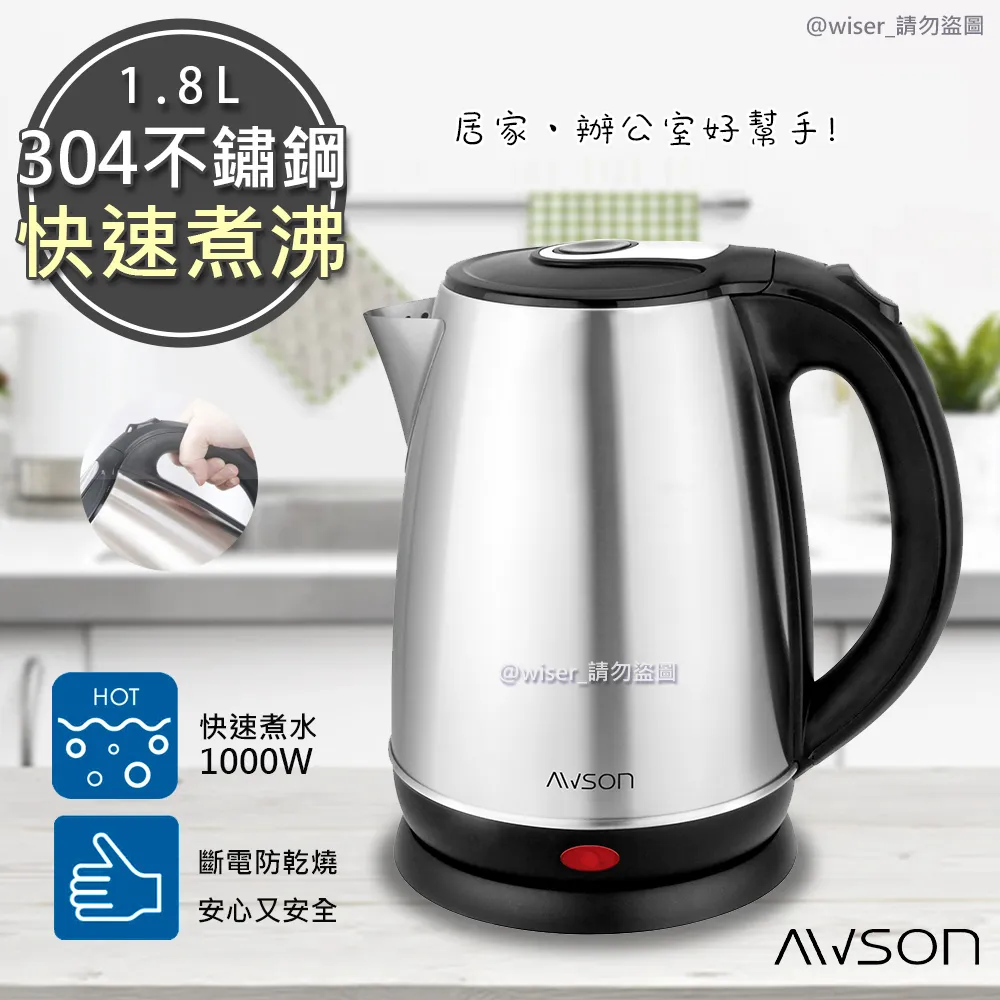 @wiser_請勿盜圖
1.8L
304不鏽鋼
快速煮沸
居家、辦公室好幫手!
HOT
快速煮水
1000W
@wiser_請勿盜圖
AWSON
斷電防乾燒
安心又安全
AWSON